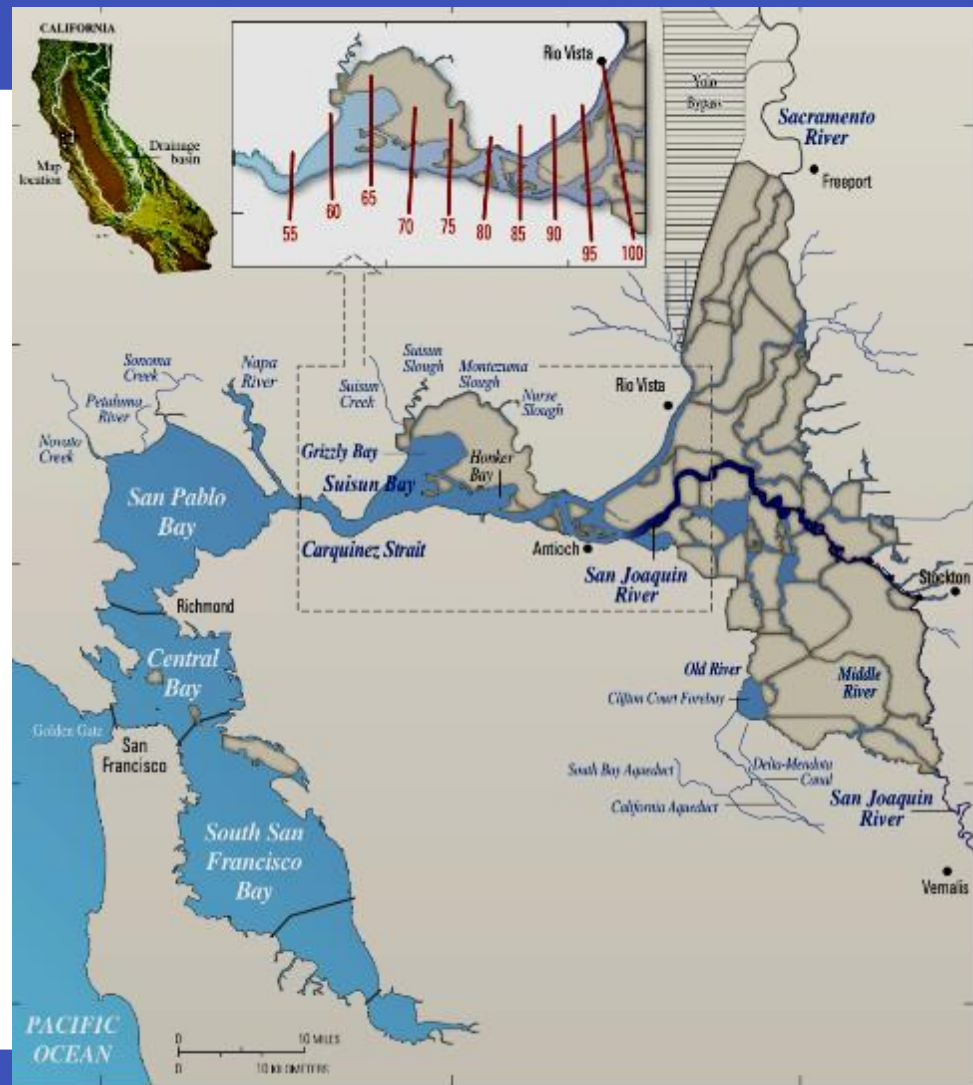 CALIFORNIA
Map
location
Drainage
basin
Rio Vista
55
60
65
70
75
80
85
90
95
100
Yolo
Bypass
Sacramento
River
Freeport
Sonoma
Creek
Napa
River
Petaluma
River
Novato
Creek
Suisun
Creek
Suisun
Slough
Montezuma
Slough
Nurse
Slough
Rio Vista
Grizzly Bay
Honker
Bay
Suisun Bay
San Pablo
Bay
Carquinez Strait
Antioch
San Joaquin
River
Stockton
Richmond
Central
Bay
Old River
Middle
River
Clifton Court Forebay
Golden Gate
San
Francisco
South Bay Aqueduct
Delta-Mendota
Canal
California Aqueduct
San Joaquin
River
South San
Francisco
Bay
Vernalis
PACIFIC
OCEAN
0
10 MILES
0
10 KILOMETERS